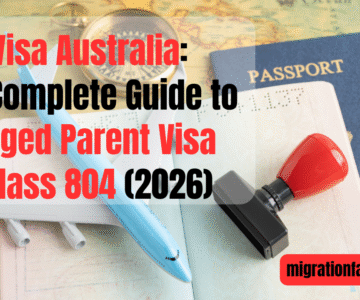 Visa Australia:
Complete Guide to
ged Parent Visa
lass 804 (2026)
PASSPORT
migrationfa